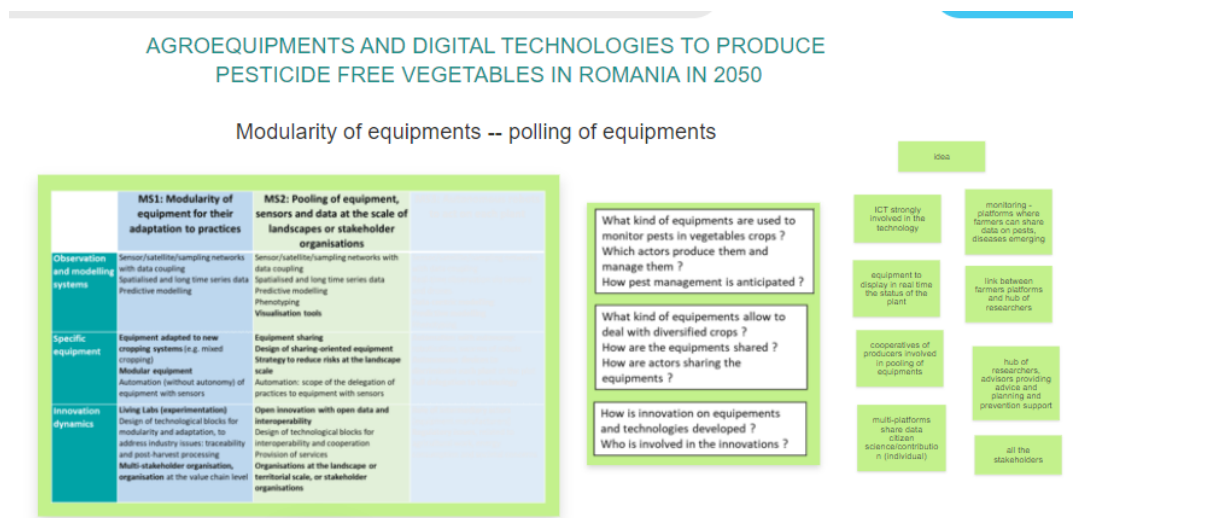 AGROEQUIPMENTS AND DIGITAL TECHNOLOGIES TO PRODUCE
PESTICIDE FREE VEGETABLES IN ROMANIA IN 2050
Modularity of equipments -- polling of equipments
MS1: Modularity of
equipment for their
adaptation to practices
MS2: Pooling of equipment,
sensors and data at the scale of
landscapes or stakeholder
organisations
Observation
and modelling
systems
Sensor/satellite/sampling networks
with data coupling
Spatialised and long time series data
Predictive modelling
Sensor/satellite/sampling networks with
data coupling
Spatialised and long time series data
Predictive modelling
Phenotyping
Visualisation tools
Specific
equipment
Equipment adapted to new
cropping systems (e.g. mixed
cropping)
Modular equipment
Automation (without autonomy) of
equipment with sensors
Equipment sharing
Design of sharing-oriented equipment
Strategy to reduce risks at the landscape
scale
Automation: scope of the delegation of
practices to equipment with sensors
Innovation
dynamics
Living Labs (experimentation)
Design of technological blocks for
modularity and adaptation, to
address industry issues: traceability
and post-harvest processing
Multi-stakeholder organisation,
organisation at the value chain level
Open innovation with open data and
interoperability
Design of technological blocks for
interoperability and cooperation
Provision of services
Organisations at the landscape or
territorial scale, or stakeholder
organisations
What kind of equipments are used to
monitor pests in vegetables crops ?
Which actors produce them and
manage them ?
How pest management is anticipated ?
What kind of equipements allow to
deal with diversified crops ?
How are the equipments shared ?
How are actors sharing the
equipments ?
How is innovation on equipements
and technologies developed ?
Who is involved in the innovations ?
idea
ICT strongly
involved in the
technology
monitoring -
platforms where
farmers can share
data on pests,
diseases emerging
equipment to
display in real time
the status of the
plant
link between
farmers platforms
and hub of
researchers
cooperatives of
producers involved
in pooling of
equipments
hub of
researchers,
advisors providing
advice and
planning and
prevention support
multi-platforms
share data
citizen
science/contributio
n (individual)
all the
stakeholders